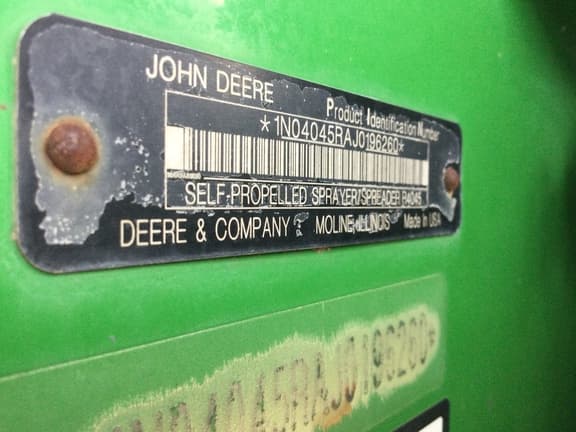 JOHN DEERE
Product Identification Number
*1N04045RAJ0196260*
SELF-PROPELLED SPRAYER/SPREADER R4045
DEERE & COMPANY MOLINE, ILLINOIS Made in USA